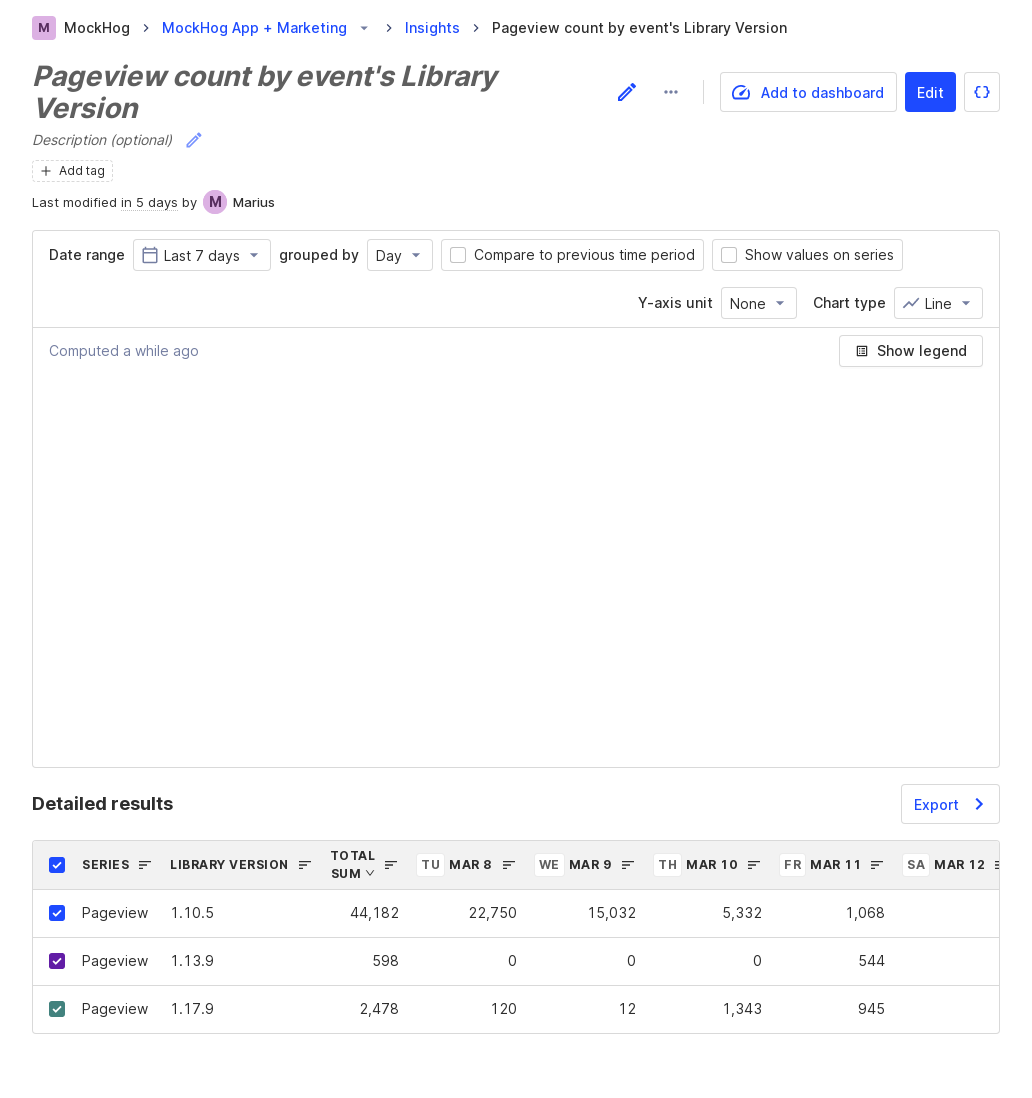 M MockHog MockHog App + Marketing Insights Pageview count by event's Library Version
Pageview count by event's Library
Version
Add to dashboard Edit
Description (optional)
Add tag
Last modified in 5 days by M Marius
Date range Last 7 days grouped by Day Compare to previous time period Show values on series
Y-axis unit None Chart type Line
Computed a while ago Show legend
Detailed results Export
SERIES LIBRARY VERSION TOTAL SUM TU MAR 8 WE MAR 9 TH MAR 10 FR MAR 11 SA MAR 12
Pageview 1.10.5 44,182 22,750 15,032 5,332 1,068
Pageview 1.13.9 598 0 0 0 544
Pageview 1.17.9 2,478 120 12 1,343 945